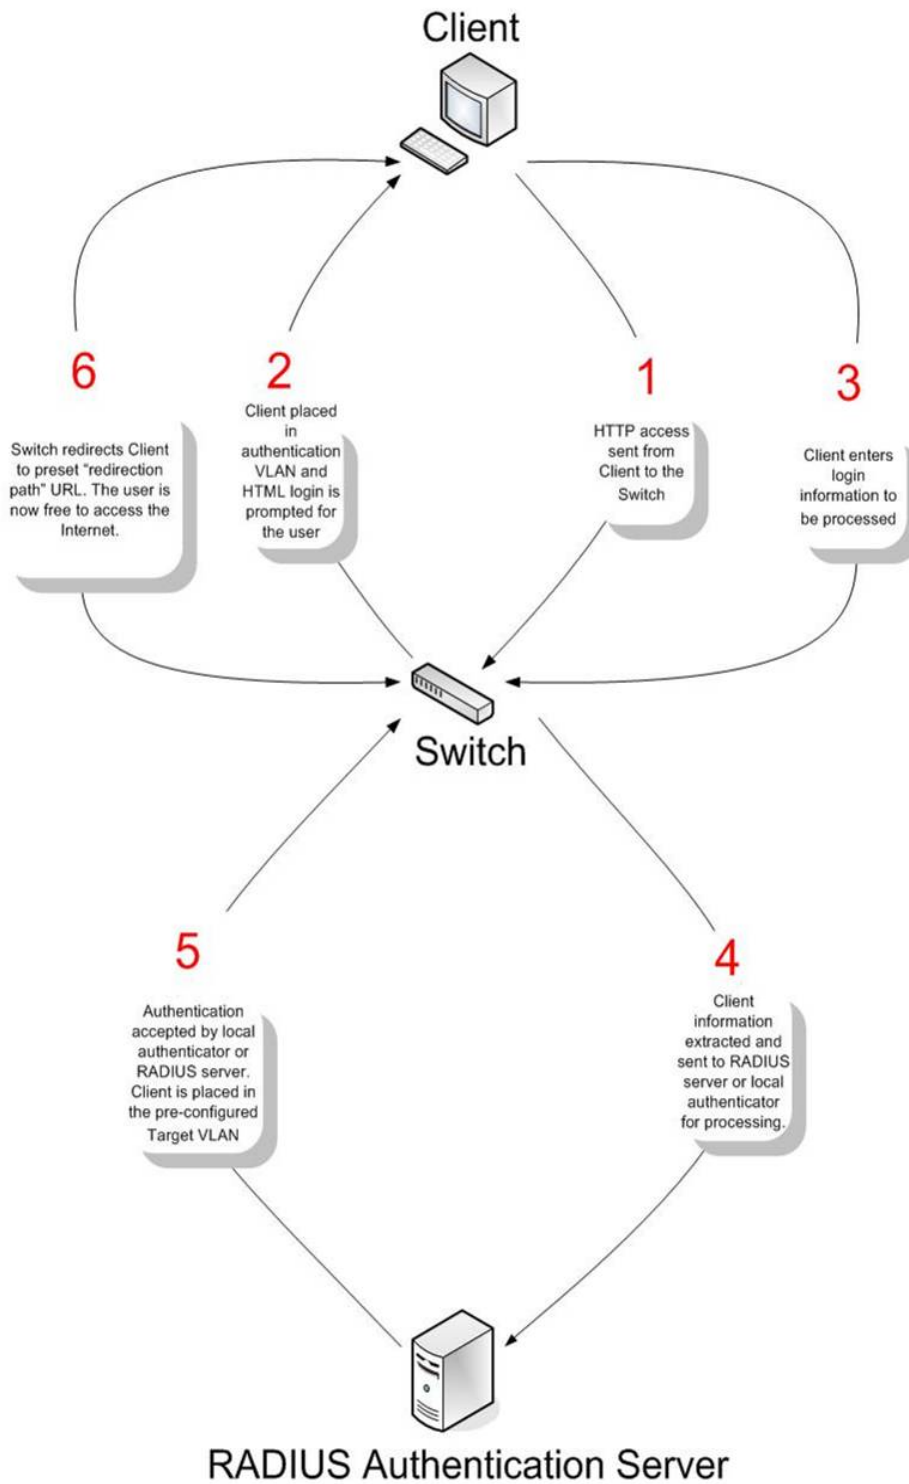 Client
6
Switch redirects Client
to preset “redirection
path” URL. The user is
now free to access the
Internet.
2
Client placed
in
authentication
VLAN and
HTML login is
prompted for
the user
1
HTTP access
sent from
Client to the
Switch
3
Client enters
login
information to
be processed
Switch
5
Authentication
accepted by local
authenticator or
RADIUS server.
Client is placed in
the pre-configured
Target VLAN
4
Client
information
extracted and
sent to RADIUS
server or local
authenticator
for processing.
RADIUS Authentication Server